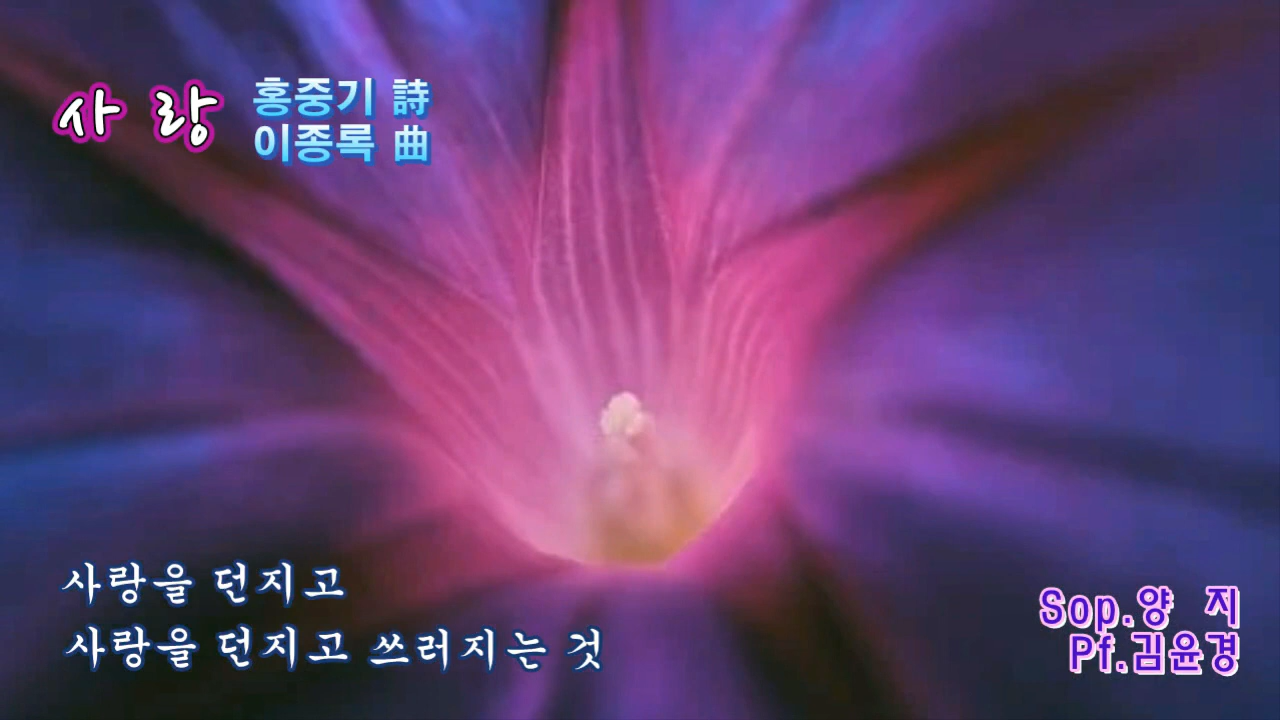 사 랑
홍중기 詩
이종록 曲
사랑을 던지고
사랑을 던지고 쓰러지는 것
Sop.양 지
Pf.김윤경